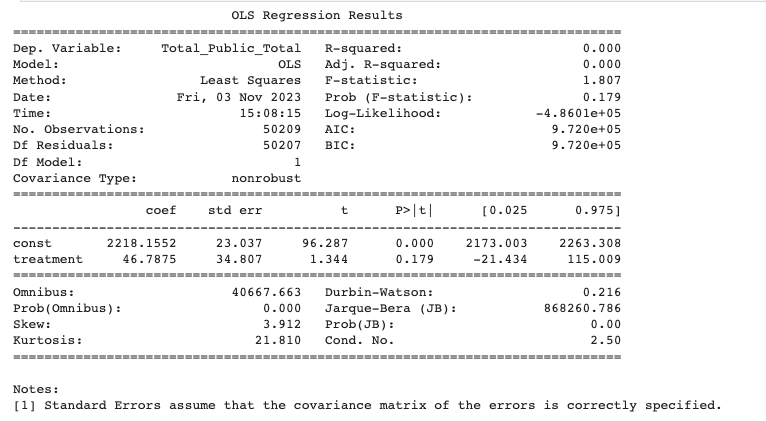 OLS Regression Results
==============================================================================
Dep. Variable: Total_Public_Total R-squared: 0.000
Model: OLS Adj. R-squared: 0.000
Method: Least Squares F-statistic: 1.807
Date: Fri, 03 Nov 2023 Prob (F-statistic): 0.179
Time: 15:08:15 Log-Likelihood: -4.8601e+05
No. Observations: 50209 AIC: 9.720e+05
Df Residuals: 50207 BIC: 9.720e+05
Df Model: 1
Covariance Type: nonrobust
==============================================================================
coef std err t P>|t| [0.025 0.975]
------------------------------------------------------------------------------
const 2218.1552 23.037 96.287 0.000 2173.003 2263.308
treatment 46.7875 34.807 1.344 0.179 -21.434 115.009
==============================================================================
Omnibus: 40667.663 Durbin-Watson: 0.216
Prob(Omnibus): 0.000 Jarque-Bera (JB): 868260.786
Skew: 3.912 Prob(JB): 0.00
Kurtosis: 21.810 Cond. No. 2.50
==============================================================================
Notes:
[1] Standard Errors assume that the covariance matrix of the errors is correctly specified.